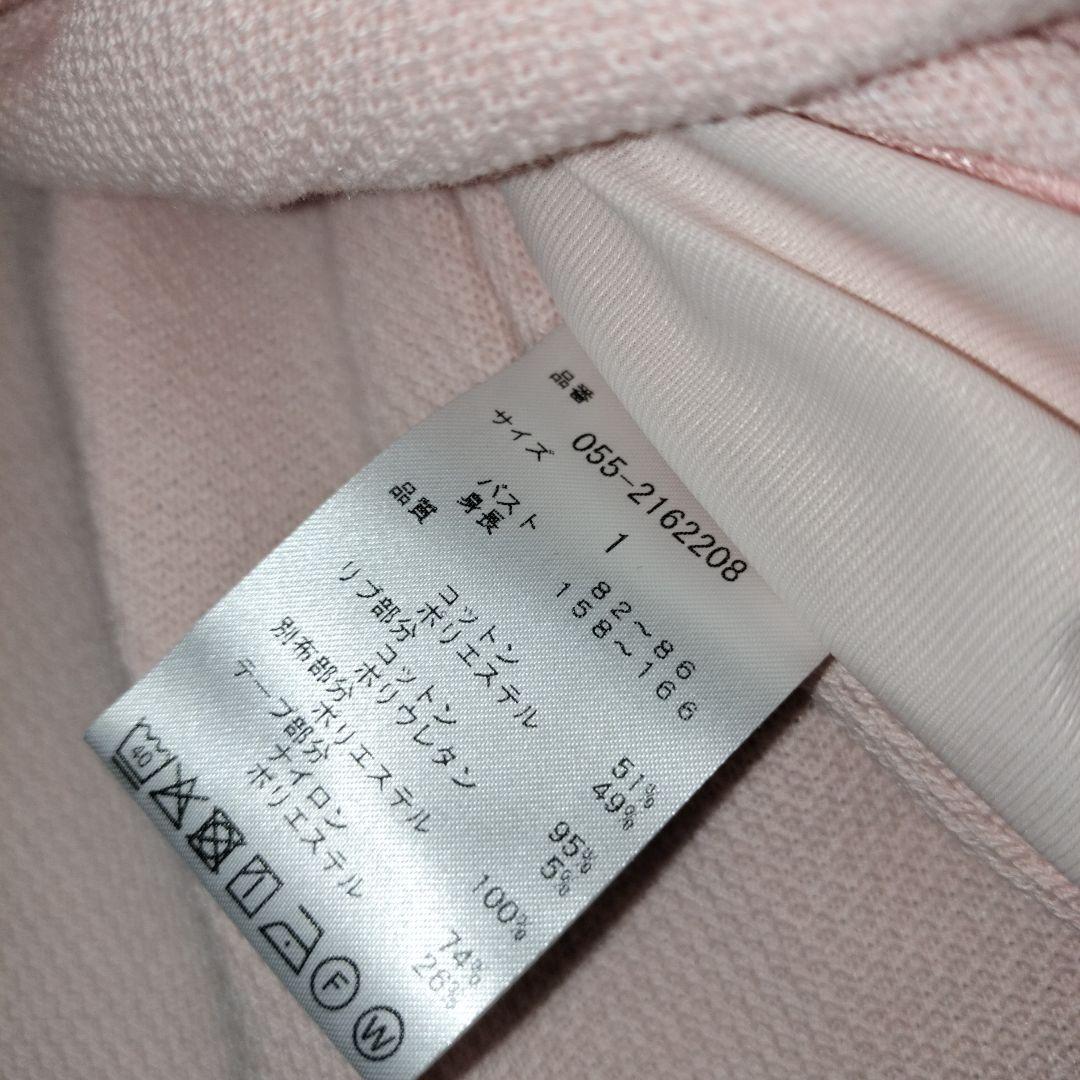 品番
055-2162208
サイズ 1
バスト 82～86
身長 158～166
品質
コットン 51%
ポリエステル 49%
リブ部分
コットン 95%
ポリウレタン 5%
別布部分
ポリエステル 100%
テープ部分
ナイロン 74%
ポリエステル 26%
40
F
W